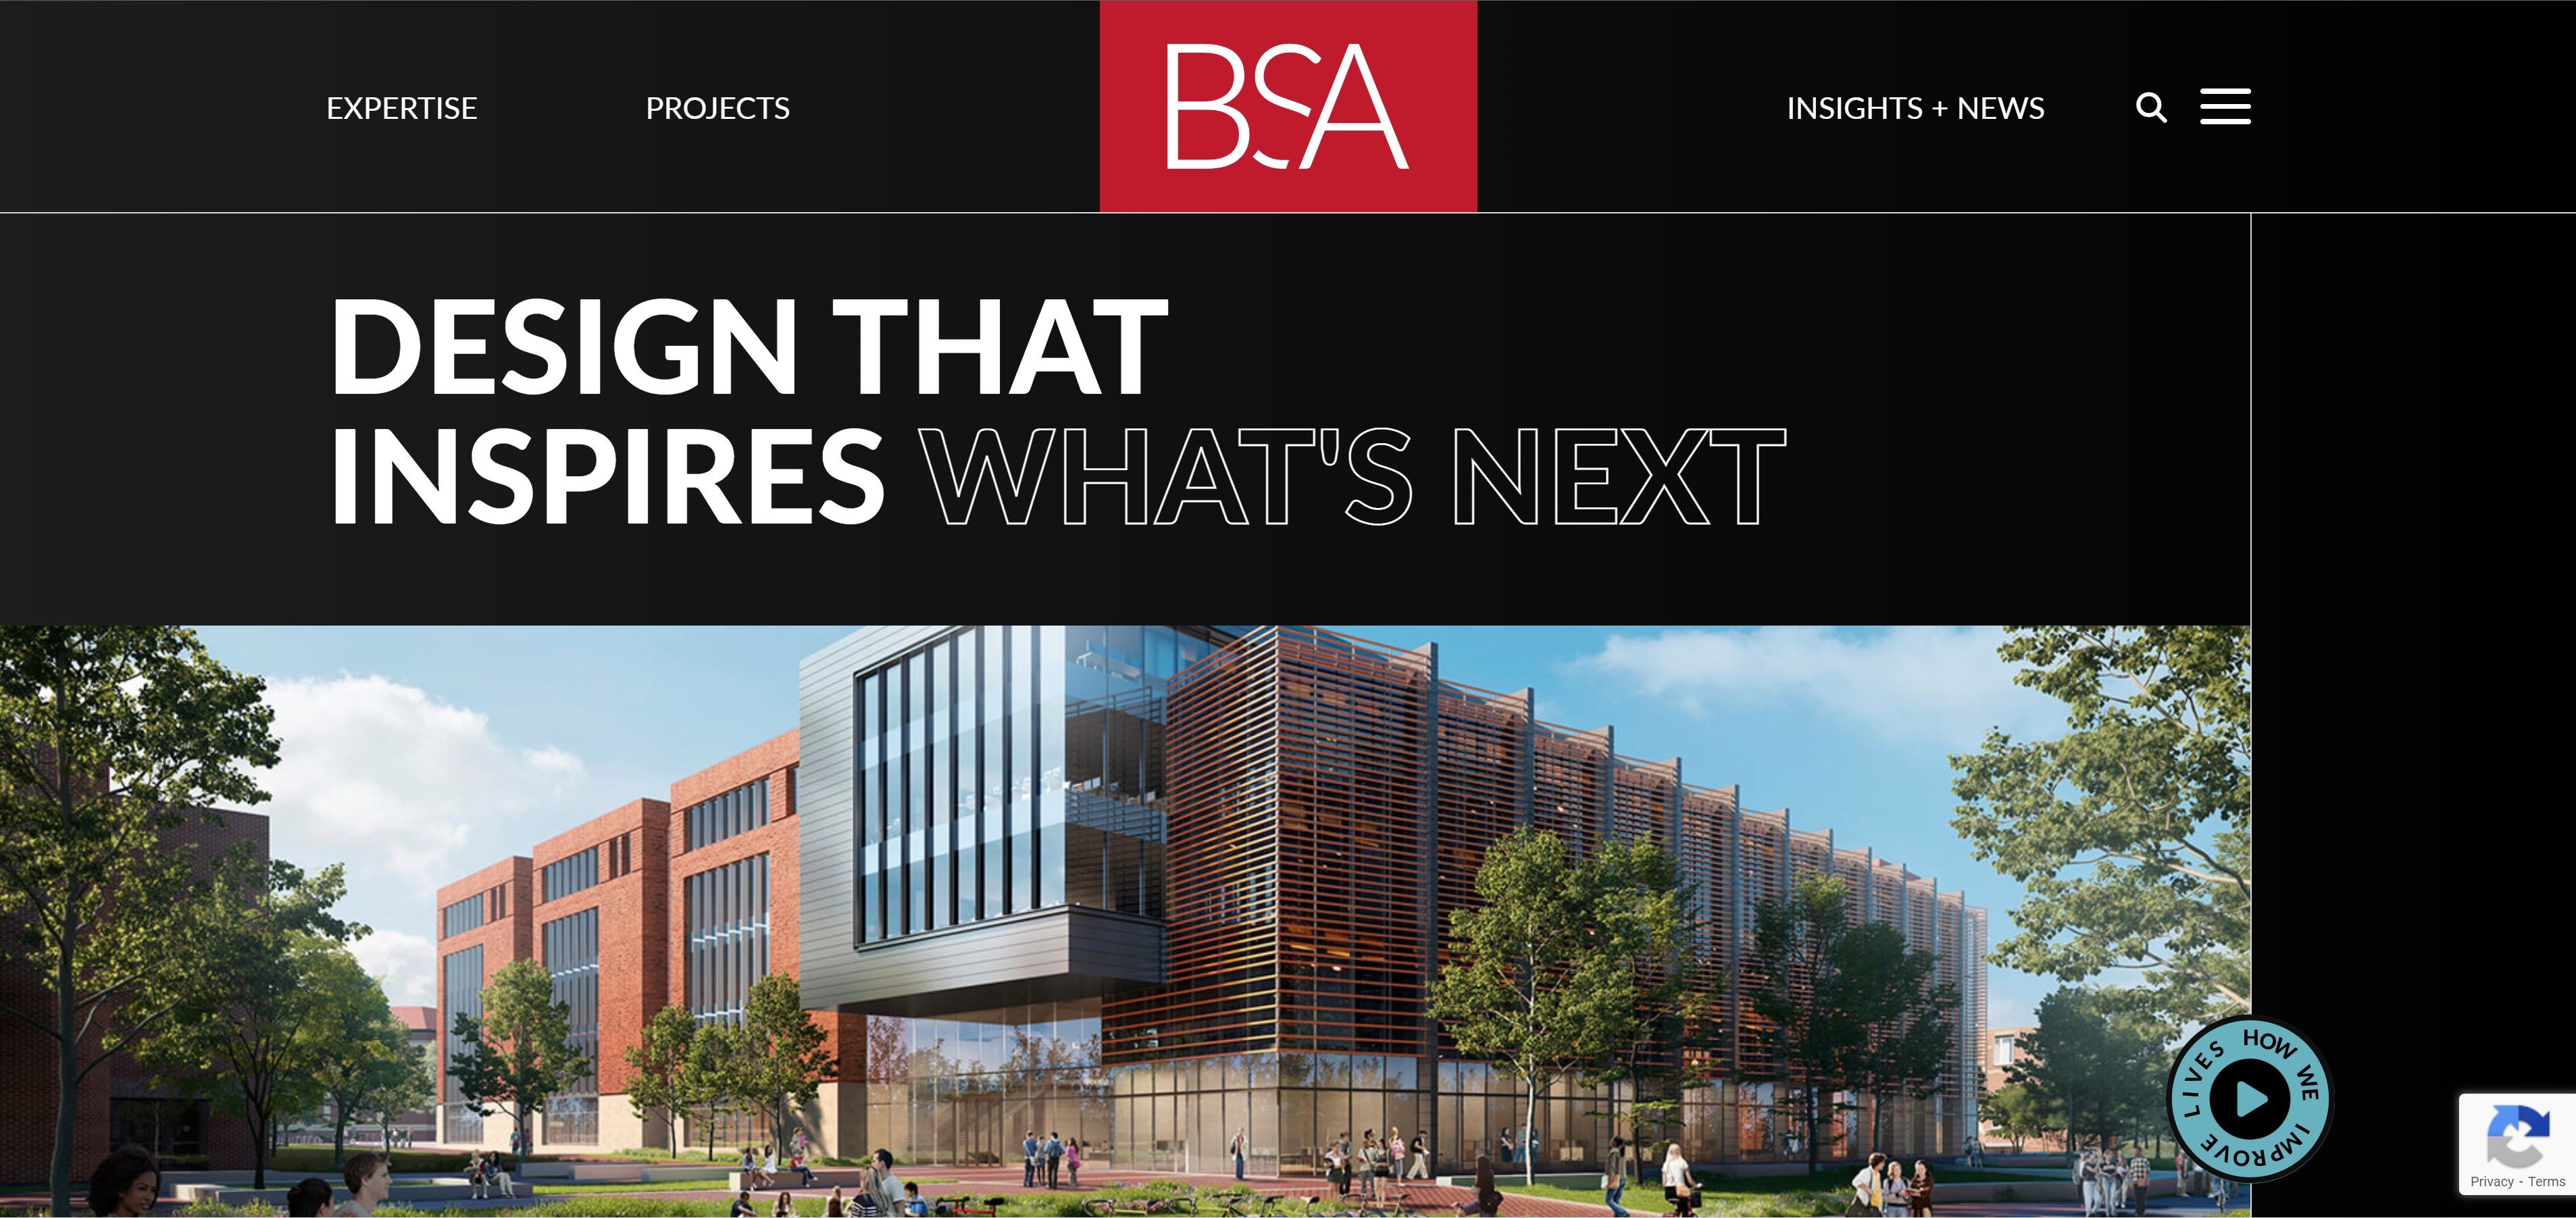 EXPERTISE
PROJECTS
BSA
INSIGHTS + NEWS
DESIGN THAT
INSPIRES WHAT'S NEXT
HOW WE IMPROVE LIVES
Privacy - Terms